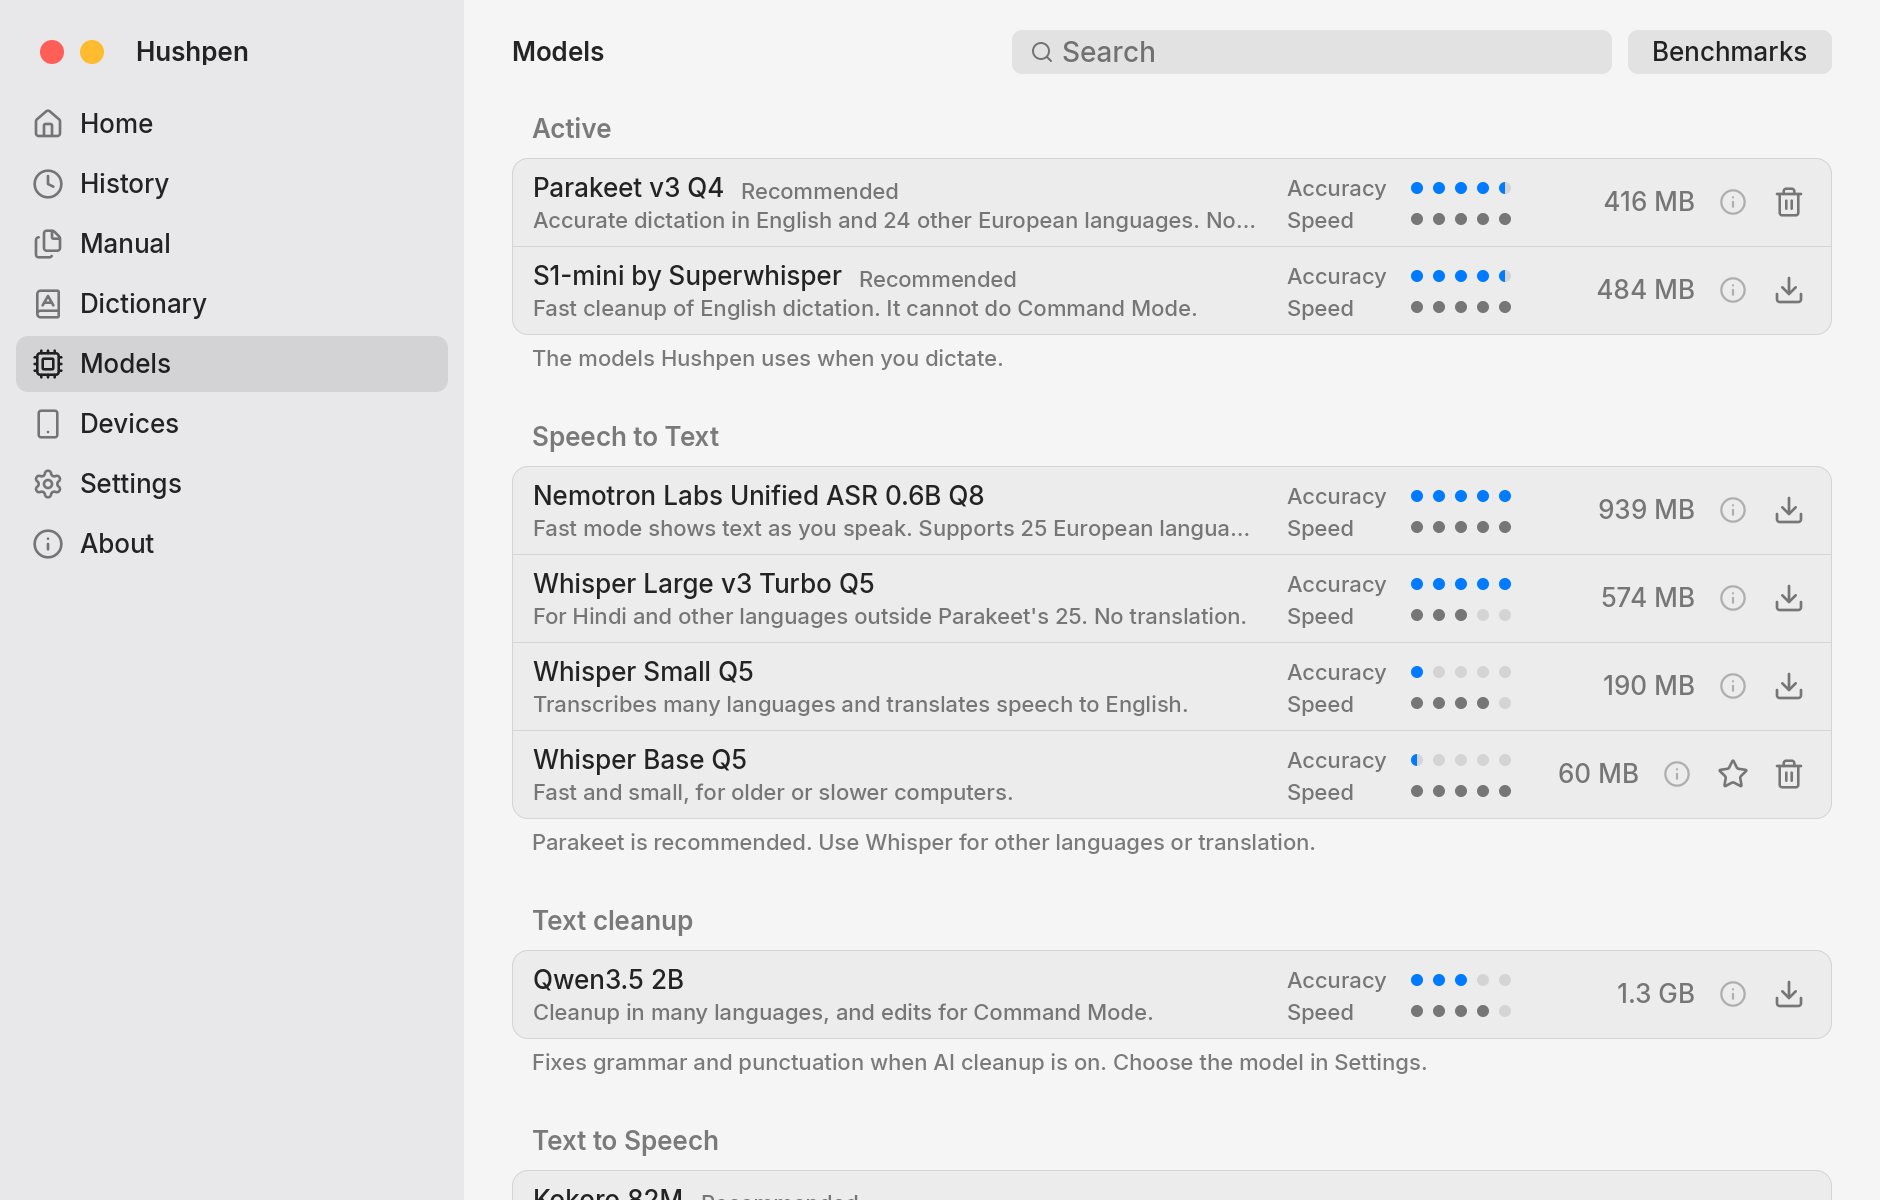 Hushpen
Home
History
Manual
Dictionary
Models
Devices
Settings
About
Models
Search
Benchmarks
Active
Parakeet v3 Q4 Recommended
Accurate dictation in English and 24 other European languages. No...
Accuracy
Speed
416 MB
S1-mini by Superwhisper Recommended
Fast cleanup of English dictation. It cannot do Command Mode.
Accuracy
Speed
484 MB
The models Hushpen uses when you dictate.
Speech to Text
Nemotron Labs Unified ASR 0.6B Q8
Fast mode shows text as you speak. Supports 25 European langua...
Accuracy
Speed
939 MB
Whisper Large v3 Turbo Q5
For Hindi and other languages outside Parakeet's 25. No translation.
Accuracy
Speed
574 MB
Whisper Small Q5
Transcribes many languages and translates speech to English.
Accuracy
Speed
190 MB
Whisper Base Q5
Fast and small, for older or slower computers.
Accuracy
Speed
60 MB
Parakeet is recommended. Use Whisper for other languages or translation.
Text cleanup
Qwen3.5 2B
Cleanup in many languages, and edits for Command Mode.
Accuracy
Speed
1.3 GB
Fixes grammar and punctuation when AI cleanup is on. Choose the model in Settings.
Text to Speech
Kokoro 82M Recommended